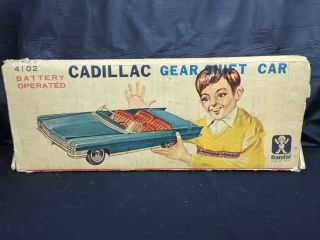 4102
BATTERY
OPERATED
CADILLAC GEAR SHIFT CAR
Bandai